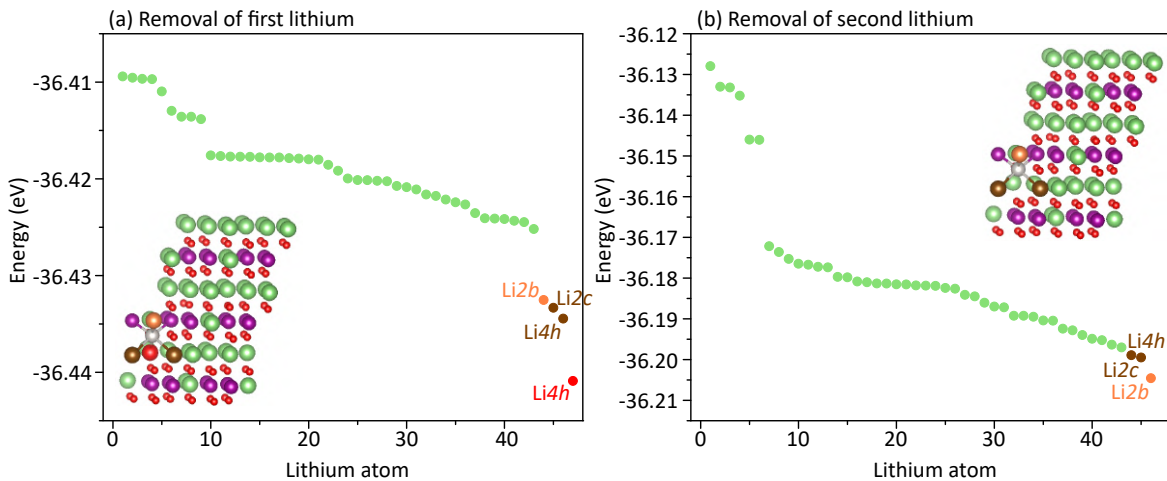 (a) Removal of first lithium
-36.41
-36.42
-36.43
-36.44
Energy (eV)
Li2b
Li2c
Li4h
Li4h
0
10
20
30
40
Lithium atom
(b) Removal of second lithium
-36.12
-36.13
-36.14
-36.15
-36.16
-36.17
-36.18
-36.19
-36.20
-36.21
Energy (eV)
Li4h
Li2c
Li2b
0
10
20
30
40
Lithium atom